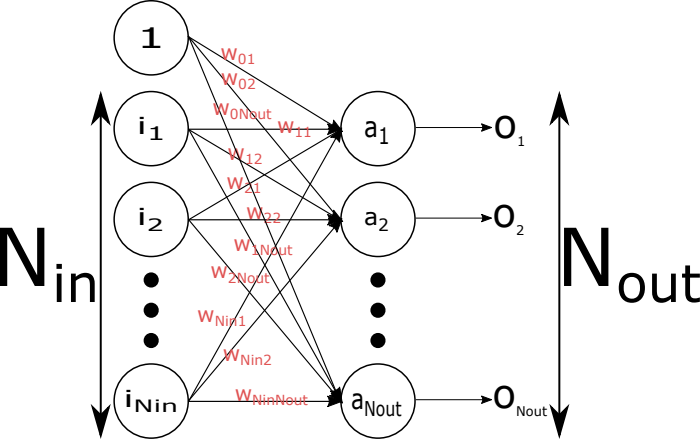 1
w01
w02
w0Nout
i1
w11
a1
O1
w12
w21
i2
w22
a2
O2
w1Nout
Nin
Nout
w2Nout
wNin1
wNin2
iNin
wNinNout
aNout
ONout